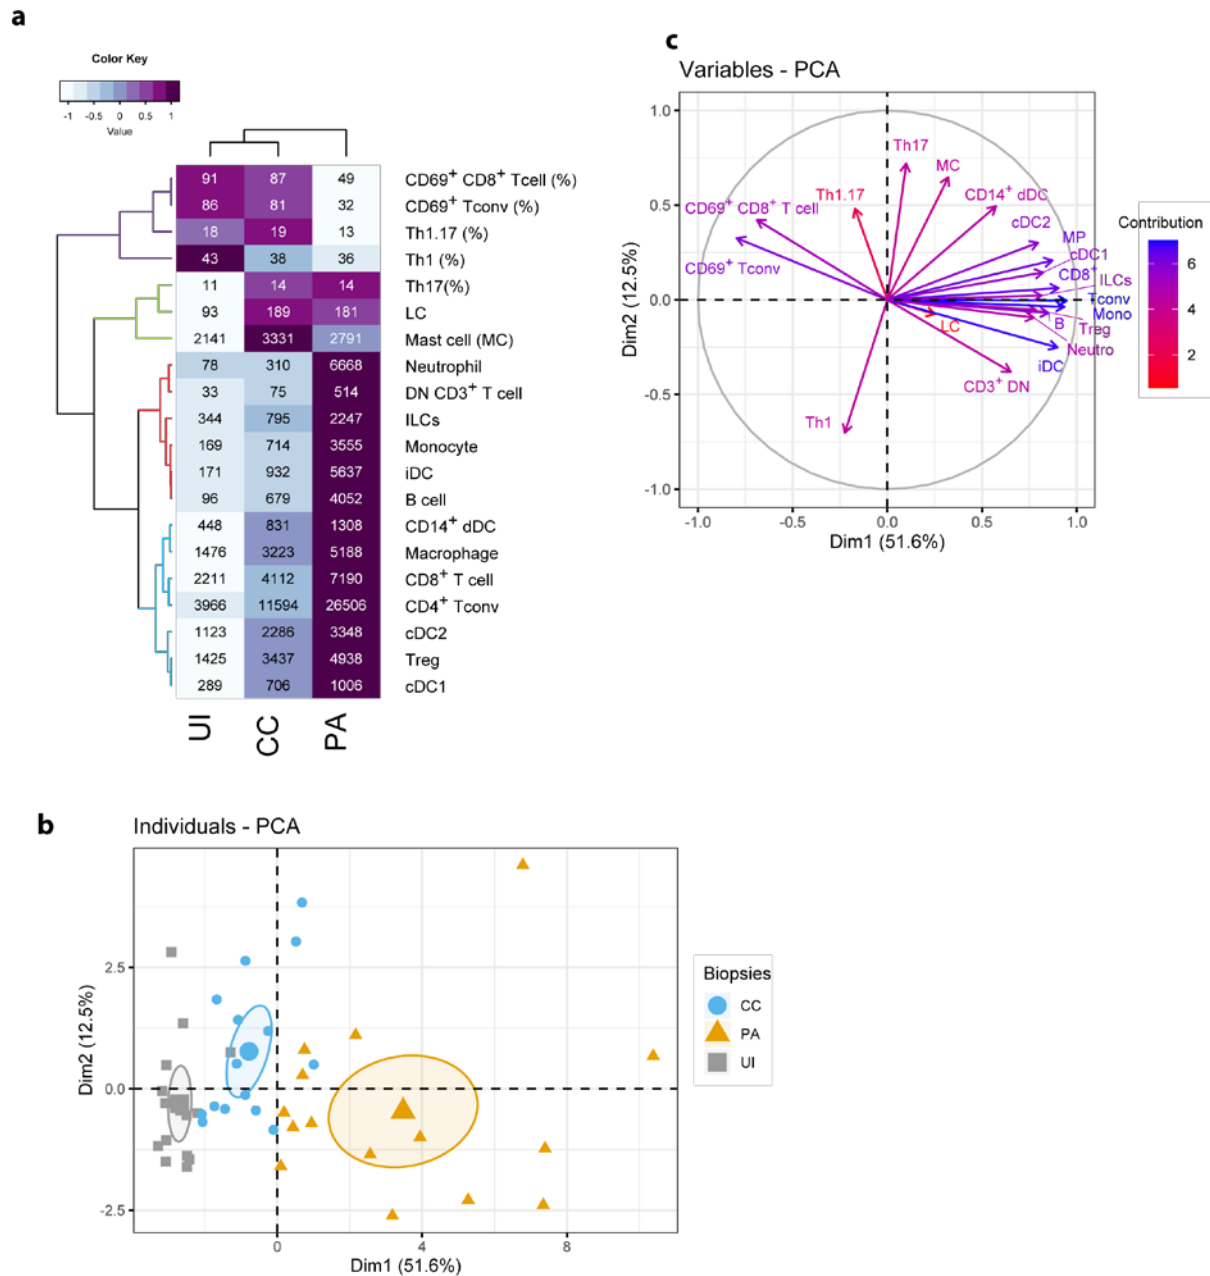 a
Color Key
-1 -0.5 0 0.5 1
Value
91 87 49 CD69+ CD8+ Tcell (%)
86 81 32 CD69+ Tconv (%)
18 19 13 Th1.17 (%)
43 38 36 Th1 (%)
11 14 14 Th17(%)
93 189 181 LC
2141 3331 2791 Mast cell (MC)
78 310 6668 Neutrophil
33 75 514 DN CD3+ T cell
344 795 2247 ILCs
169 714 3555 Monocyte
171 932 5637 iDC
96 679 4052 B cell
448 831 1308 CD14+ dDC
1476 3223 5188 Macrophage
2211 4112 7190 CD8+ T cell
3966 11594 26506 CD4+ Tconv
1123 2286 3348 cDC2
1425 3437 4938 Treg
289 706 1006 cDC1
UI CC PA
c
Variables - PCA
1.0
0.5
0.0
-0.5
-1.0
Dim2 (12.5%)
Th17
MC
Th1.17
CD14+ dDC
CD69+ CD8+ T cell
cDC2
MP
CD69+ Tconv
cDC1
CD8+
ILCs
Tconv
Mono
B
Treg
LC
Neutro
iDC
CD3+ DN
Th1
-1.0 -0.5 0.0 0.5 1.0
Dim1 (51.6%)
Contribution
6
4
2
b
Individuals - PCA
2.5
0.0
-2.5
Dim2 (12.5%)
0 4 8
Dim1 (51.6%)
Biopsies
CC
PA
UI